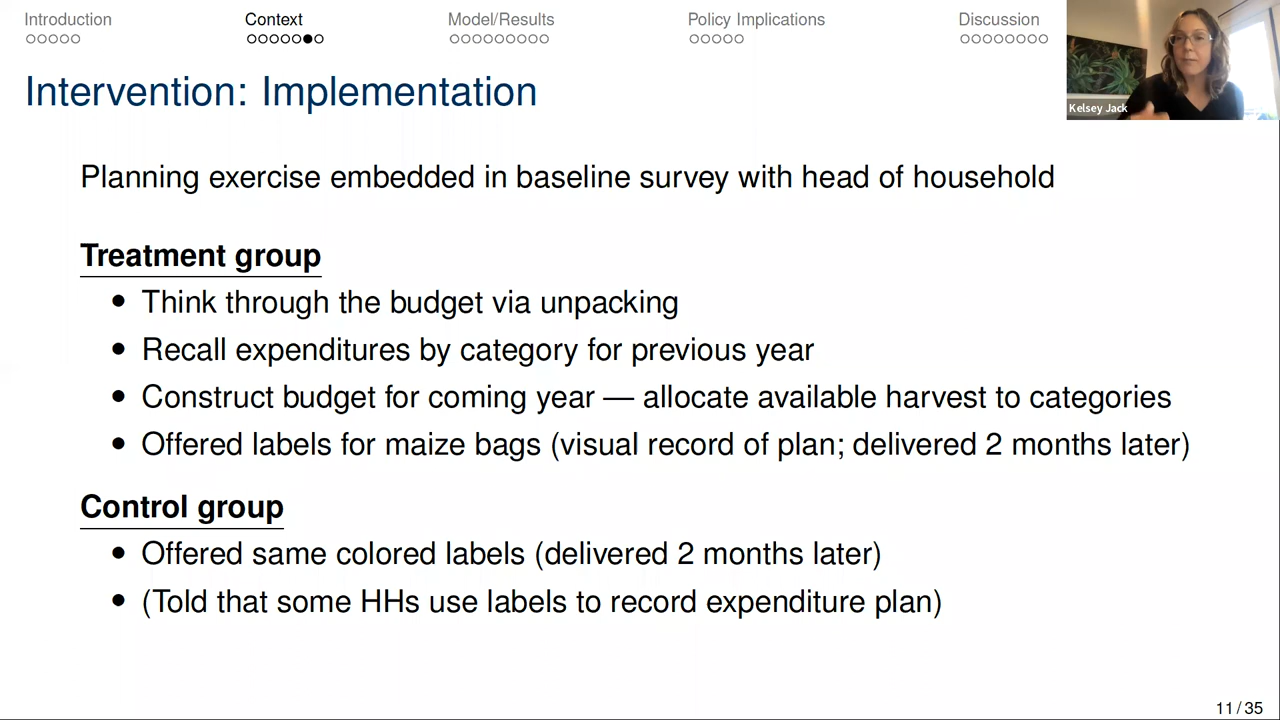 Introduction Context Model/Results Policy Implications Discussion
Kelsey Jack
Intervention: Implementation
Planning exercise embedded in baseline survey with head of household
Treatment group
• Think through the budget via unpacking
• Recall expenditures by category for previous year
• Construct budget for coming year — allocate available harvest to categories
• Offered labels for maize bags (visual record of plan; delivered 2 months later)
Control group
• Offered same colored labels (delivered 2 months later)
• (Told that some HHs use labels to record expenditure plan)
11 / 35